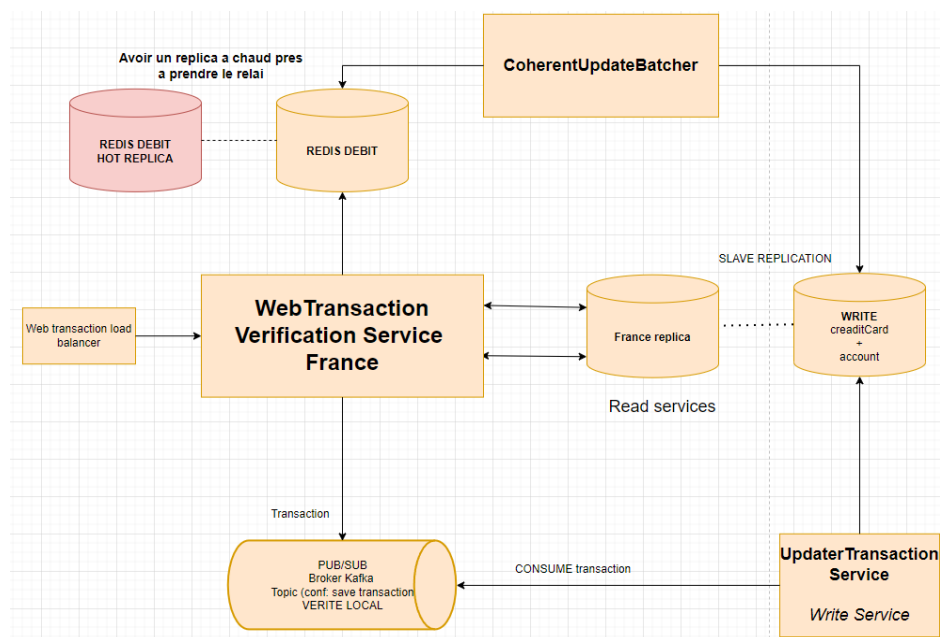 Avoir un replica a chaud pres
a prendre le relai
CoherentUpdateBatcher
REDIS DEBIT
HOT REPLICA
REDIS DEBIT
SLAVE REPLICATION
WebTransaction
Verification Service
France
Web transaction load
balancer
France replica
WRITE
creaditCard
+
account
Read services
Transaction
PUB/SUB
Broker Kafka
Topic (conf: save transaction
VERITE LOCAL
CONSUME transaction
UpdaterTransaction
Service
Write Service